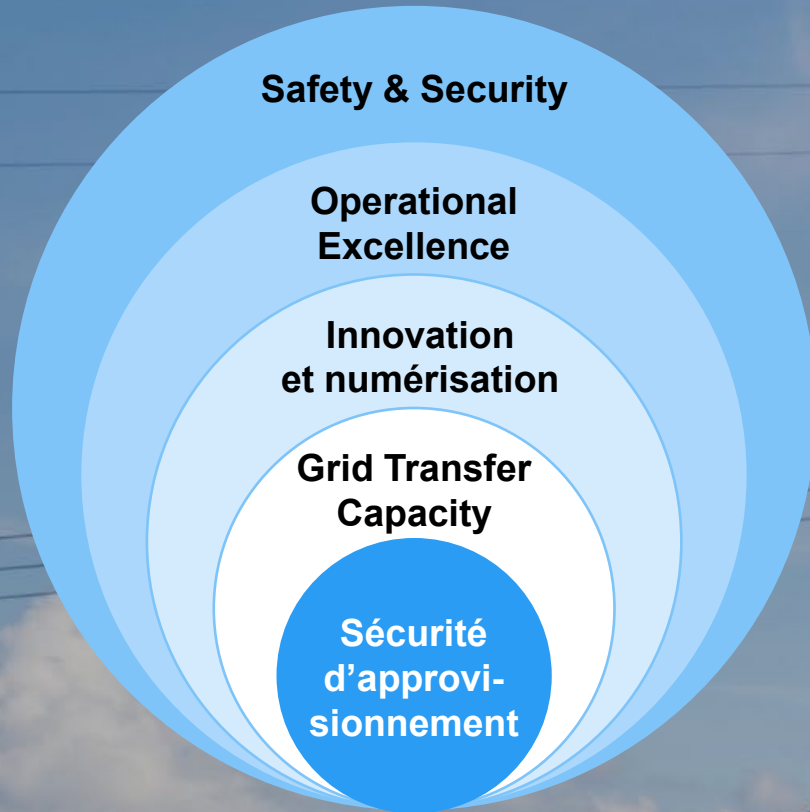 Safety & Security
Operational
Excellence
Innovation
et numérisation
Grid Transfer
Capacity
Sécurité
d’approvi-
sionnement